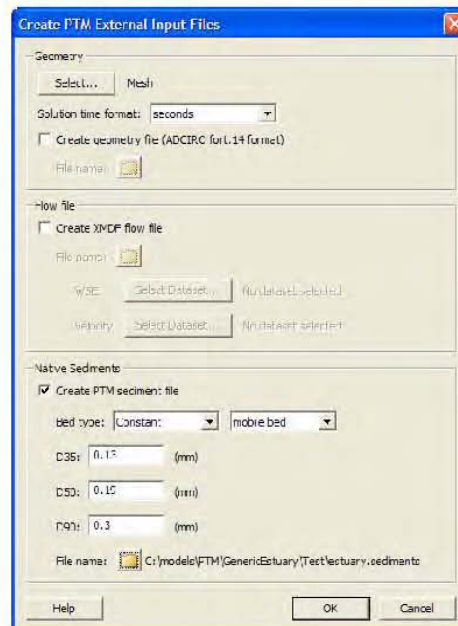 Create PTM External Input Files
Geometry
Select... Mesh
Solution time format: seconds
Create geometry file (ADCIRC fort.14 format)
File name:
Flow file
Create XMDF flow file
File name:
WSE Select Dataset... No dataset selected
Velocity Select Dataset... No dataset selected
Native Sediments
Create PTM sediment file
Bed type: Constant mobile bed
D35: 0.13 (mm)
D50: 0.19 (mm)
D90: 0.3 (mm)
File name: C:\models\PTM\GenericEstuary\Test\estuary.sediments
Help OK Cancel